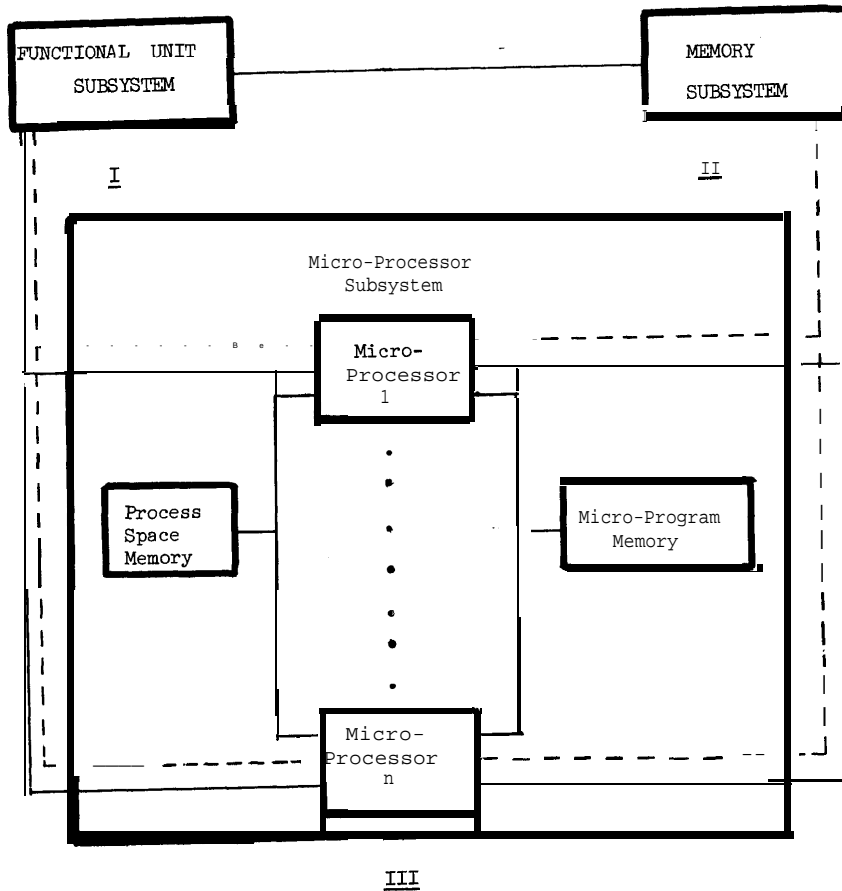 FUNCTIONAL UNIT
SUBSYSTEM
MEMORY
SUBSYSTEM
I
II
Micro-Processor
Subsystem
Micro-
Processor
1
Process
Space
Memory
Micro-Program
Memory
Micro-
Processor
n
III